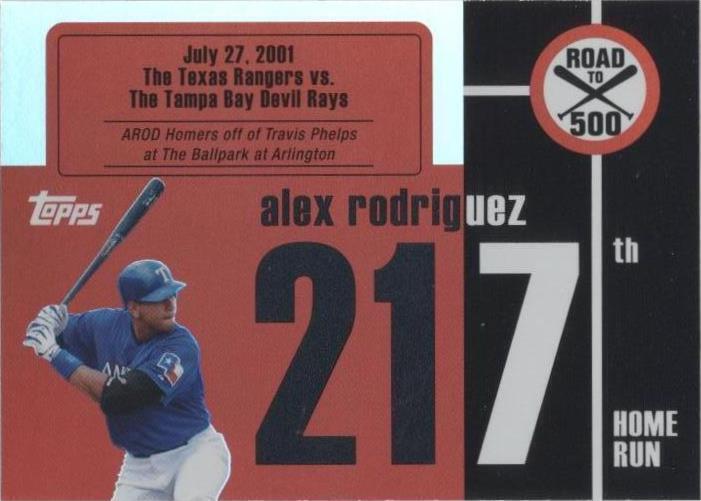 July 27, 2001
The Texas Rangers vs.
The Tampa Bay Devil Rays
AROD Homers off of Travis Phelps
at The Ballpark at Arlington
ROAD
TO
500
topps
alex rodriguez
217
th
HOME
RUN
T